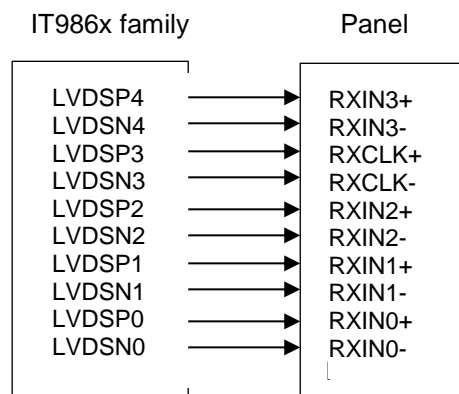 IT986x family Panel
LVDSP4 RXIN3+
LVDSN4 RXIN3-
LVDSP3 RXCLK+
LVDSN3 RXCLK-
LVDSP2 RXIN2+
LVDSN2 RXIN2-
LVDSP1 RXIN1+
LVDSN1 RXIN1-
LVDSP0 RXIN0+
LVDSN0 RXIN0-